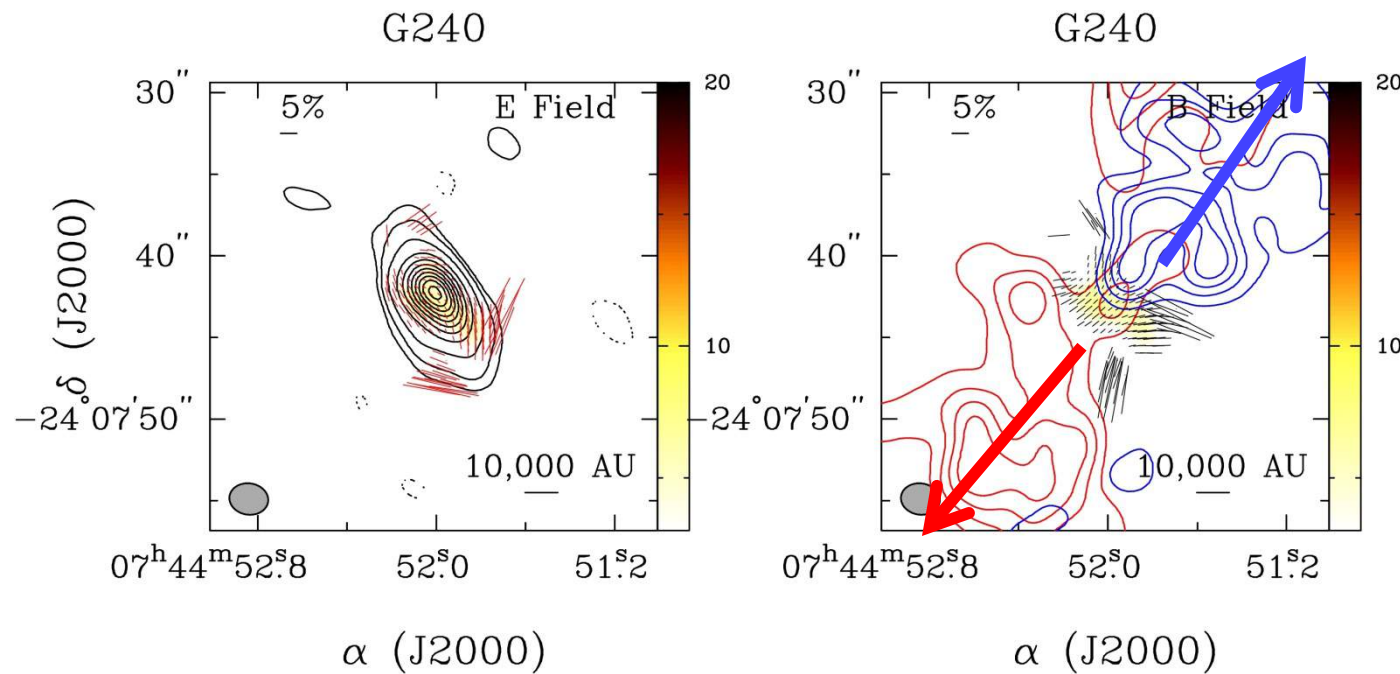 G240
30″
5%
E Field
20
40″
10
−24°07′50″
10,000 AU
07ʰ44ᵐ52ˢ.8
52ˢ.0
51ˢ.2
δ (J2000)
α (J2000)
G240
30″
5%
B Field
20
40″
10
−24°07′50″
10,000 AU
07ʰ44ᵐ52ˢ.8
52ˢ.0
51ˢ.2
α (J2000)